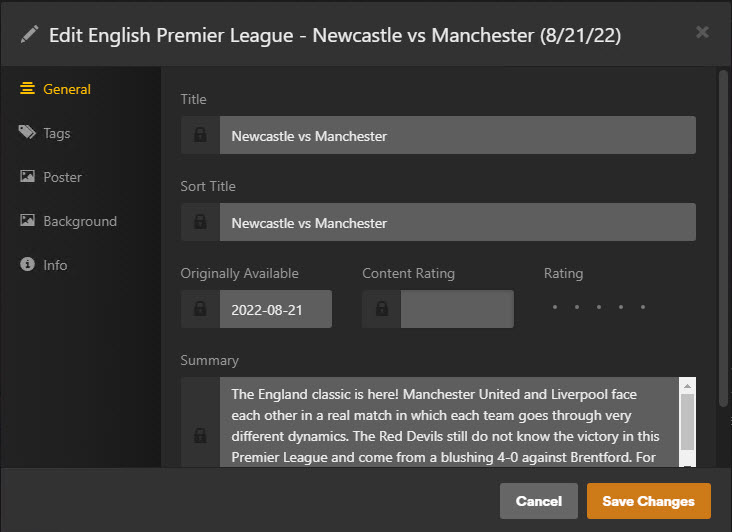 Edit English Premier League - Newcastle vs Manchester (8/21/22)
General
Tags
Poster
Background
Info
Title
Newcastle vs Manchester
Sort Title
Newcastle vs Manchester
Originally Available Content Rating Rating
2022-08-21
Summary
The England classic is here! Manchester United and Liverpool face
each other in a real match in which each team goes through very
different dynamics. The Red Devils still do not know the victory in this
Premier League and come from a blushing 4-0 against Brentford. For
Cancel Save Changes